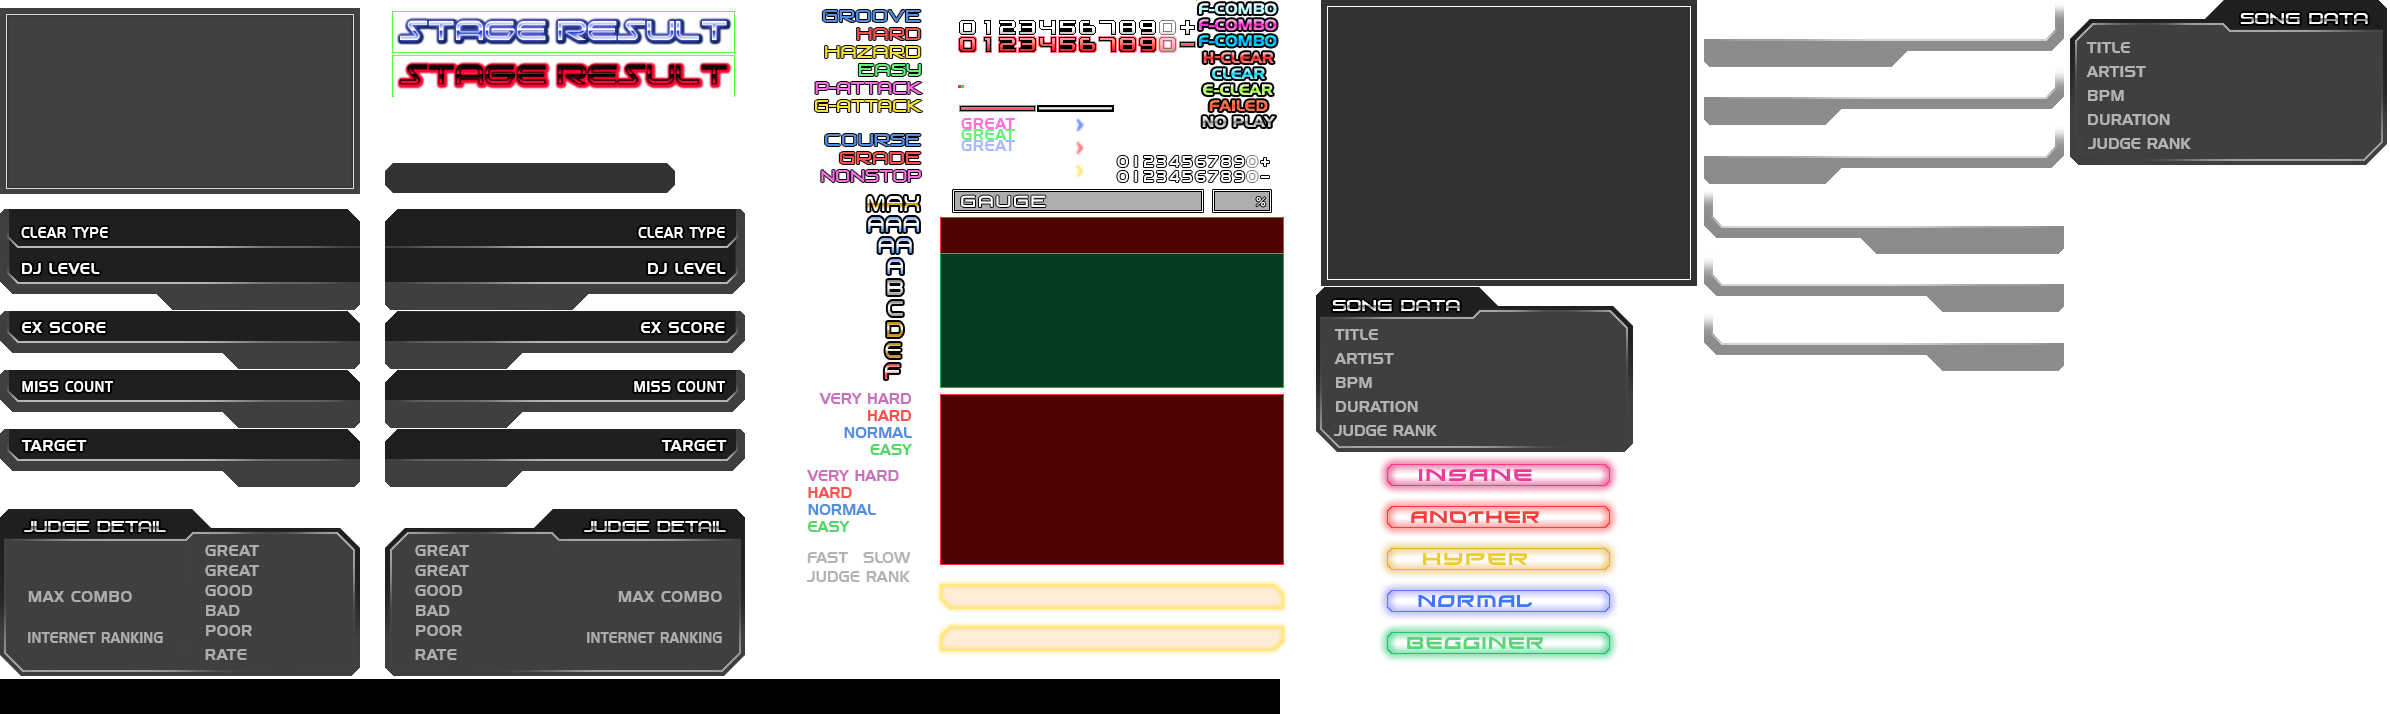 STAGE RESULT
STAGE RESULT
CLEAR TYPE
DJ LEVEL
EX SCORE
MISS COUNT
TARGET
JUDGE DETAIL
GREAT
GREAT
GOOD
MAX COMBO
BAD
POOR
INTERNET RANKING
RATE
CLEAR TYPE
DJ LEVEL
EX SCORE
MISS COUNT
TARGET
JUDGE DETAIL
GREAT
GREAT
GOOD
MAX COMBO
BAD
POOR
INTERNET RANKING
RATE
GROOVE
HARD
HAZARD
EASY
P-ATTACK
G-ATTACK
COURSE
GRADE
NONSTOP
MAX
AAA
AA
A
B
C
D
E
F
VERY HARD
HARD
NORMAL
EASY
VERY HARD
HARD
NORMAL
EASY
FAST SLOW
JUDGE RANK
01234567890+
01234567890-
GREAT
GREAT
GREAT
F-COMBO
F-COMBO
F-COMBO
H-CLEAR
CLEAR
E-CLEAR
FAILED
NO PLAY
01234567890+
01234567890-
GAUGE %
SONG DATA
TITLE
ARTIST
BPM
DURATION
JUDGE RANK
INSANE
ANOTHER
HYPER
NORMAL
BEGGINER
SONG DATA
TITLE
ARTIST
BPM
DURATION
JUDGE RANK